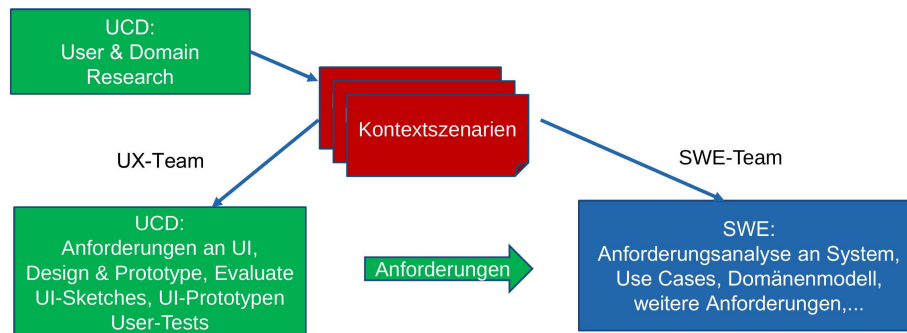 UCD:
User & Domain
Research
Kontextszenarien
UX-Team
SWE-Team
UCD:
Anforderungen an UI,
Design & Prototype, Evaluate
UI-Sketches, UI-Prototypen
User-Tests
Anforderungen
SWE:
Anforderungsanalyse an System,
Use Cases, Domänenmodell,
weitere Anforderungen,...